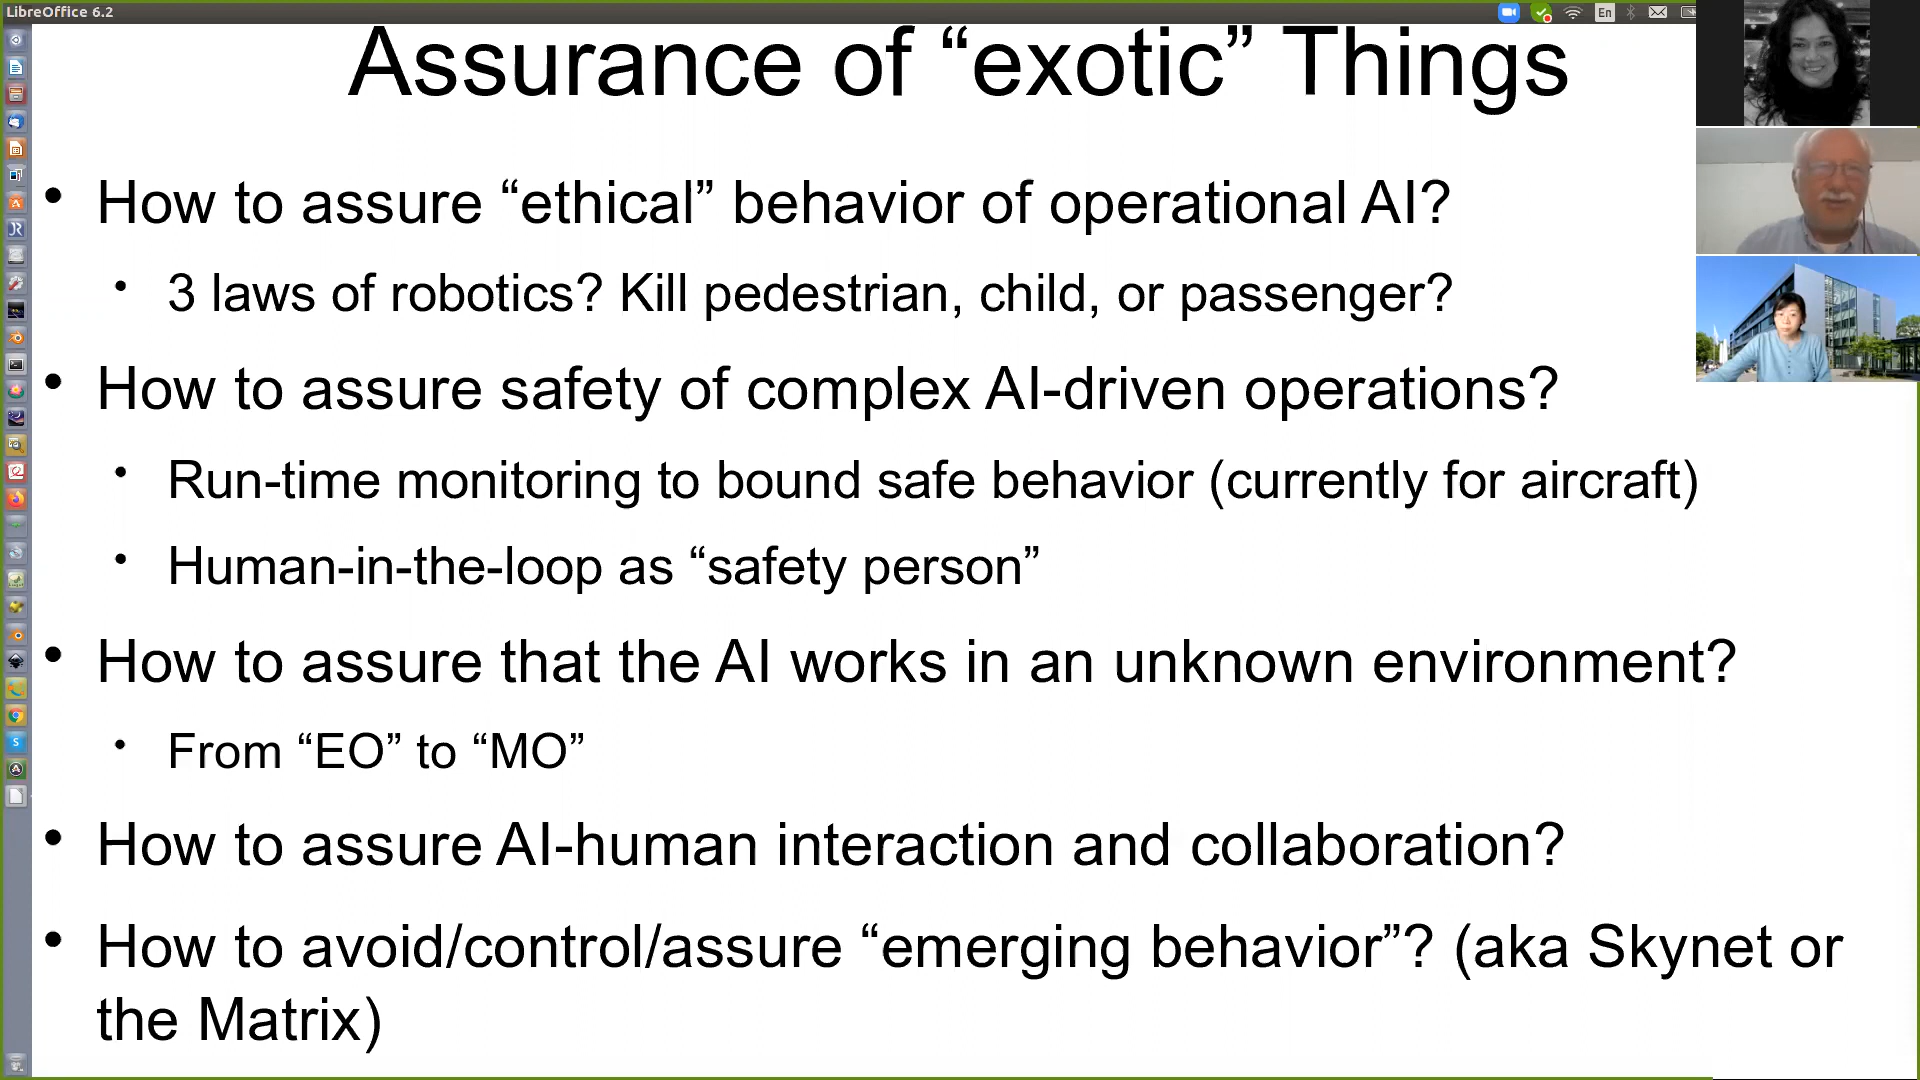 LibreOffice 6.2
En
Assurance of “exotic” Things
• How to assure “ethical” behavior of operational AI?
• 3 laws of robotics? Kill pedestrian, child, or passenger?
• How to assure safety of complex AI-driven operations?
• Run-time monitoring to bound safe behavior (currently for aircraft)
• Human-in-the-loop as “safety person”
• How to assure that the AI works in an unknown environment?
• From “EO” to “MO”
• How to assure AI-human interaction and collaboration?
• How to avoid/control/assure “emerging behavior”? (aka Skynet or
the Matrix)